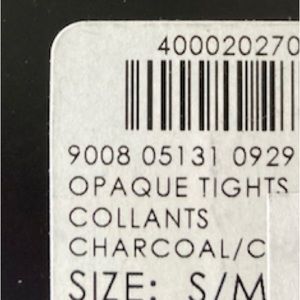 400020270
9008 05131 0929
OPAQUE TIGHTS
COLLANTS
CHARCOAL/C
SIZE: S/M